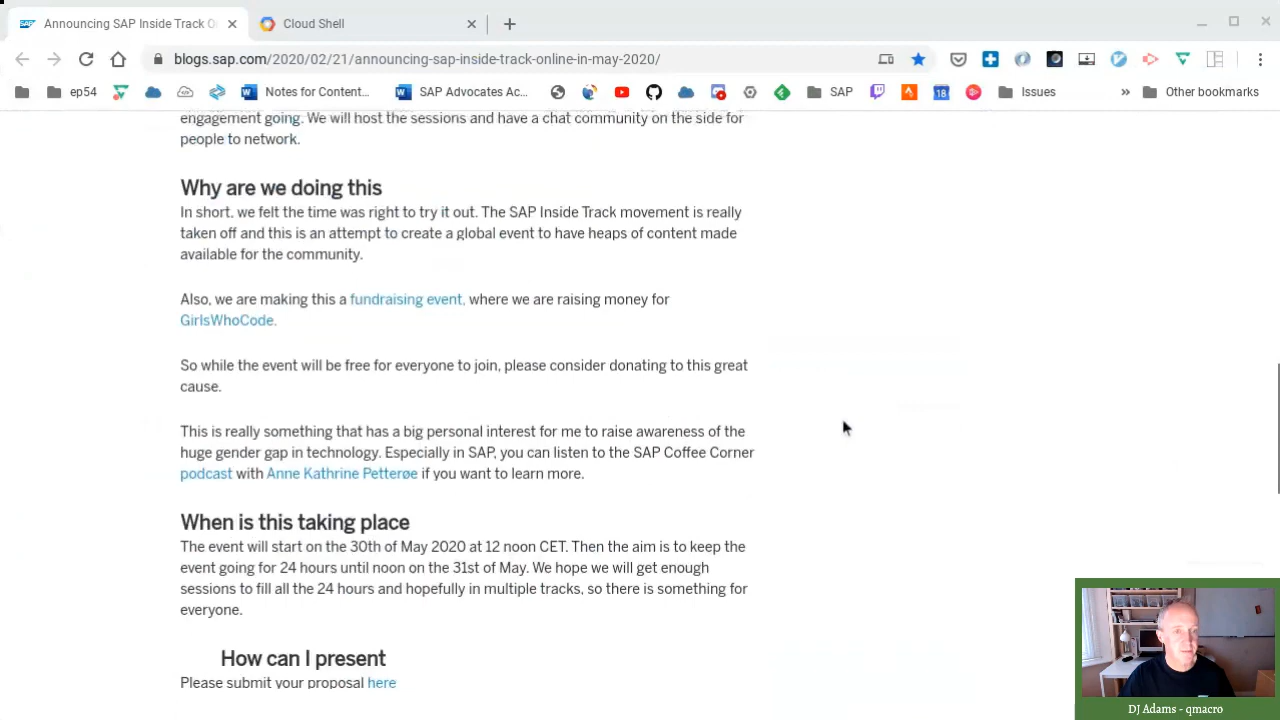 Announcing SAP Inside Track O
Cloud Shell
blogs.sap.com/2020/02/21/announcing-sap-inside-track-online-in-may-2020/
ep54
Notes for Content...
SAP Advocates Ac...
18
SAP
Issues
»
Other bookmarks
engagement going. We will host the sessions and have a chat community on the side for
people to network.
Why are we doing this
In short, we felt the time was right to try it out. The SAP Inside Track movement is really
taken off and this is an attempt to create a global event to have heaps of content made
available for the community.
Also, we are making this a fundraising event, where we are raising money for
GirlsWhoCode.
So while the event will be free for everyone to join, please consider donating to this great
cause.
This is really something that has a big personal interest for me to raise awareness of the
huge gender gap in technology. Especially in SAP, you can listen to the SAP Coffee Corner
podcast with Anne Kathrine Petterøe if you want to learn more.
When is this taking place
The event will start on the 30th of May 2020 at 12 noon CET. Then the aim is to keep the
event going for 24 hours until noon on the 31st of May. We hope we will get enough
sessions to fill all the 24 hours and hopefully in multiple tracks, so there is something for
everyone.
How can I present
Please submit your proposal here
DJ Adams - qmacro